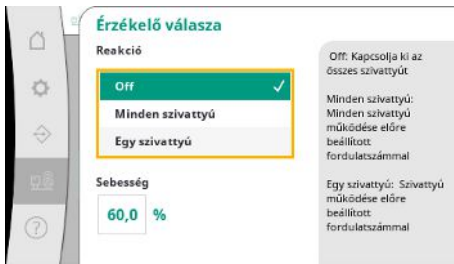 Érzékelő válasza
Reakció
Off
Minden szivattyú
Egy szivattyú
Sebesség
60,0 %
Off: Kapcsolja ki az
összes szivattyút
Minden szivattyú:
Minden szivattyú
működése előre
beállított
fordulatszámmal
Egy szivattyú: Szivattyú
működése előre
beállított
fordulatszámmal